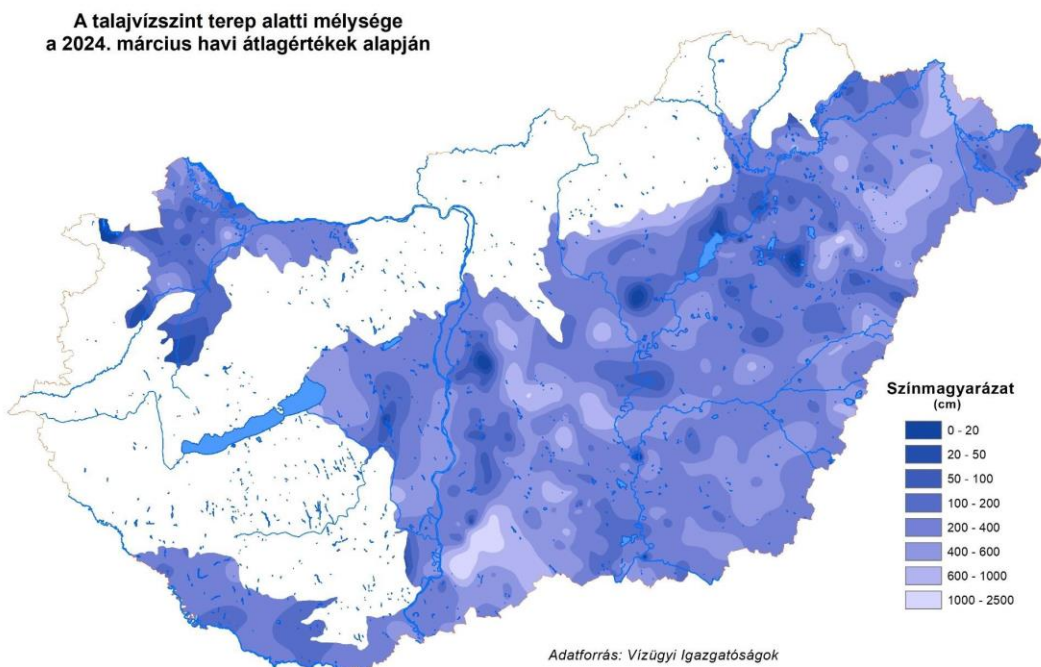 A talajvízszint terep alatti mélysége
a 2024. március havi átlagértékek alapján
Színmagyarázat
(cm)
0 - 20
20 - 50
50 - 100
100 - 200
200 - 400
400 - 600
600 - 1000
1000 - 2500
Adatforrás: Vízügyi Igazgatóságok